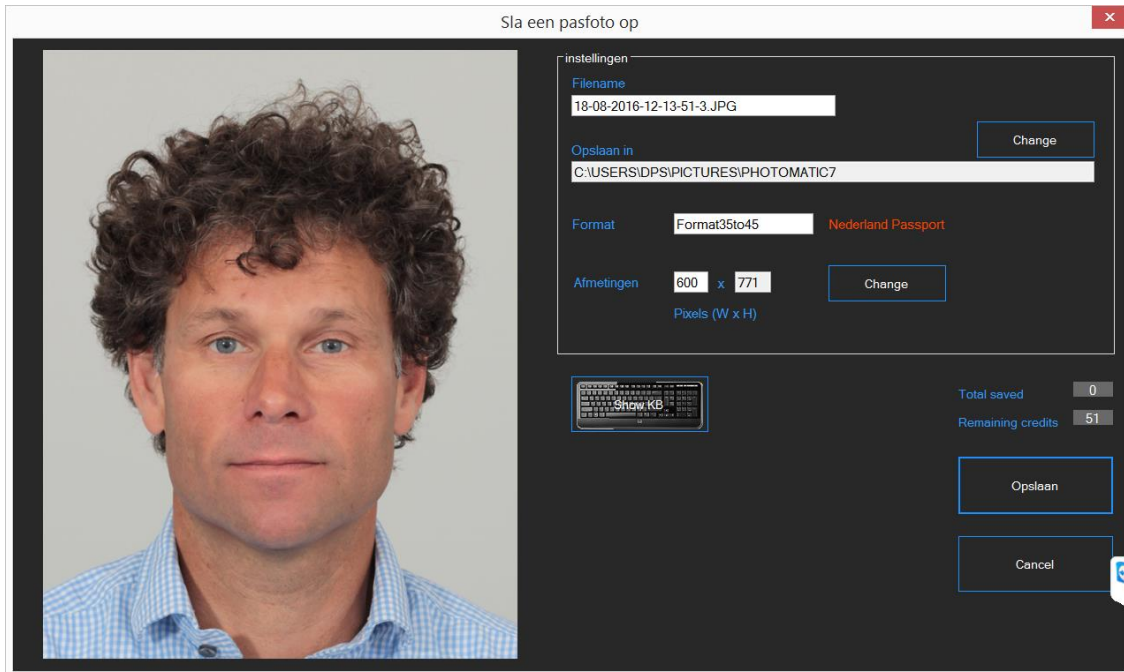 Sla een pasfoto op
instellingen
Filename
18-08-2016-12-13-51-3.JPG
Change
Opslaan in
C:\USERS\DPS\PICTURES\PHOTOMATIC7
Format Format35to45 Nederland Passport
Afmetingen 600 x 771 Change
Pixels (W x H)
Show KB
Total saved 0
Remaining credits 51
Opslaan
Cancel